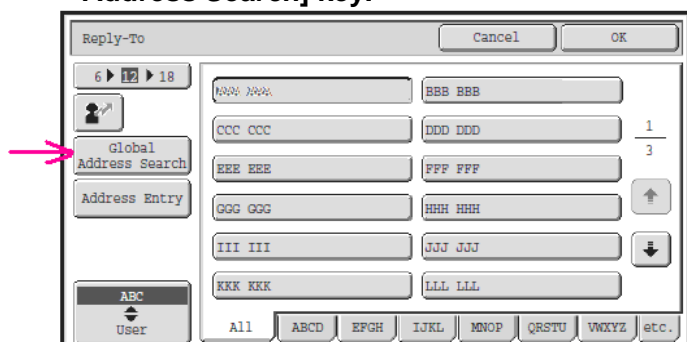 Address Search] key.
Reply-To
Cancel
OK
6 12 18
BBB BBB
CCC CCC
DDD DDD
1
3
Global
Address Search
EEE EEE
FFF FFF
Address Entry
GGG GGG
HHH HHH
III III
JJJ JJJ
KKK KKK
LLL LLL
ABC
User
All ABCD EFGH IJKL MNOP QRSTU VWXYZ etc.